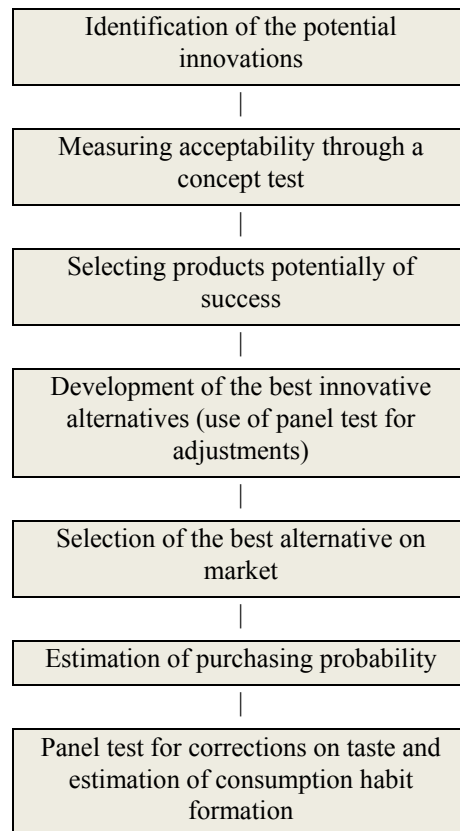 Identification of the potential
innovations
|
Measuring acceptability through a
concept test
|
Selecting products potentially of
success
|
Development of the best innovative
alternatives (use of panel test for
adjustments)
|
Selection of the best alternative on
market
|
Estimation of purchasing probability
|
Panel test for corrections on taste and
estimation of consumption habit
formation